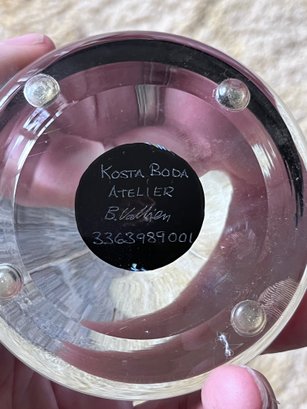 KOSTA BODA
ATELIER
B. Vallien
3363989001